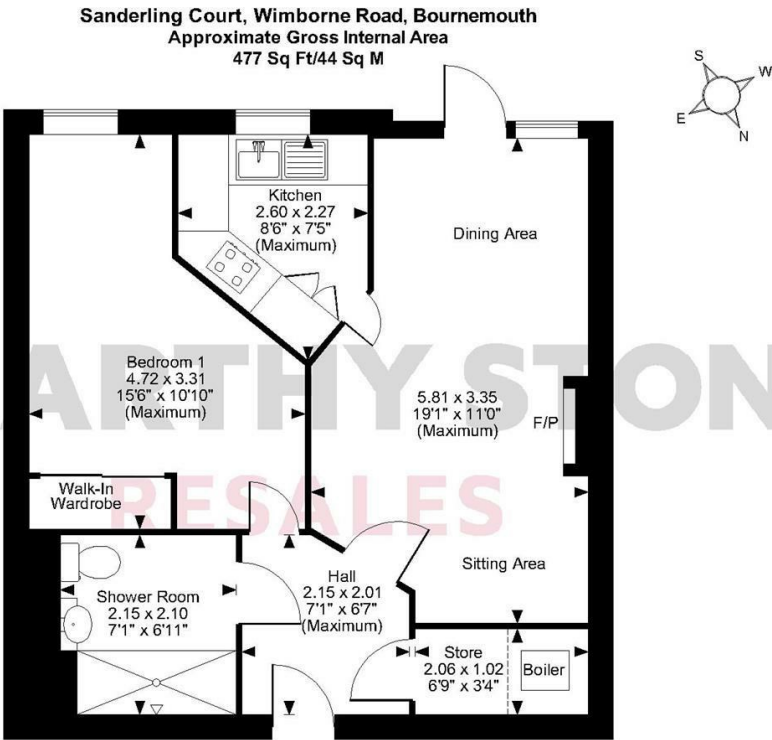 Sanderling Court, Wimborne Road, Bournemouth
Approximate Gross Internal Area
477 Sq Ft/44 Sq M
S
W
E
N
Kitchen
2.60 x 2.27
8'6" x 7'5"
(Maximum)
Dining Area
Bedroom 1
4.72 x 3.31
15'6" x 10'10"
(Maximum)
5.81 x 3.35
19'1" x 11'0"
(Maximum)
F/P
ARTHY STON
RESALES
Walk-In
Wardrobe
Sitting Area
Shower Room
2.15 x 2.10
7'1" x 6'11"
Hall
2.15 x 2.01
7'1" x 6'7"
(Maximum)
Store
2.06 x 1.02
6'9" x 3'4"
Boiler